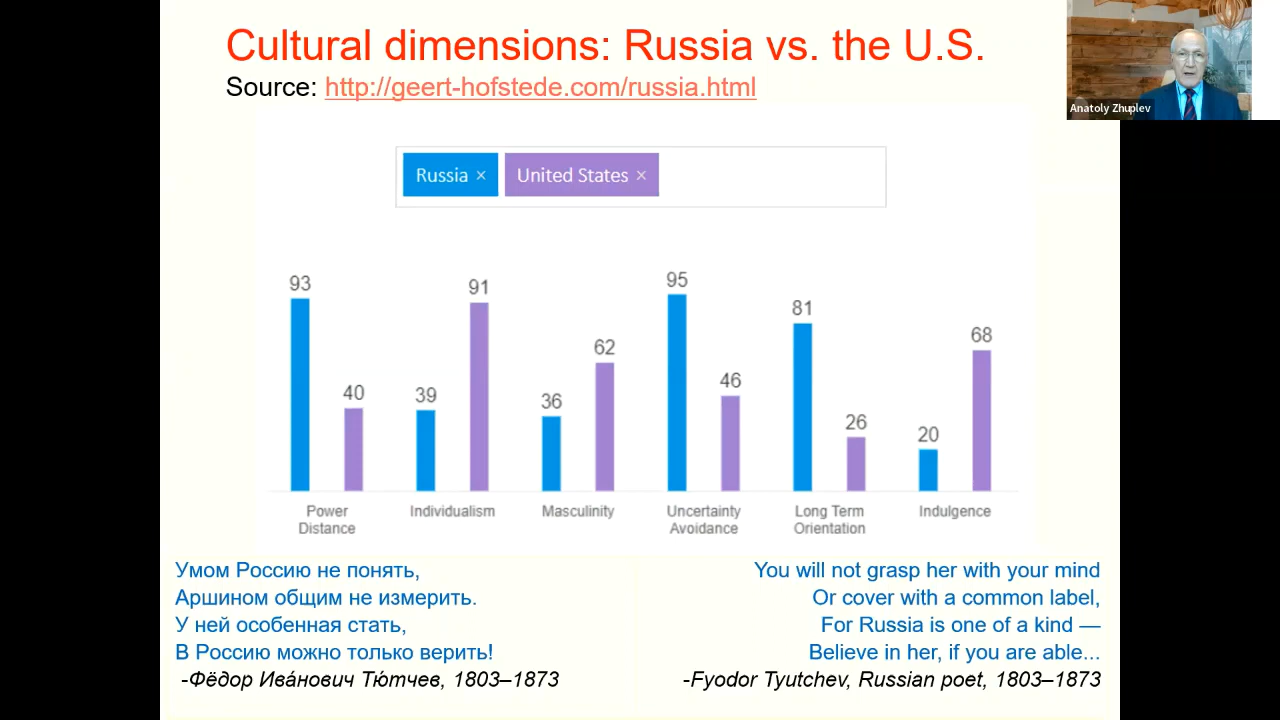 Cultural dimensions: Russia vs. the U.S.
Source: http://geert-hofstede.com/russia.html
Anatoly Zhuplev
Russia × United States ×
93 40 39 91 36 62 95 46 81 26 20 68
Power Distance
Individualism
Masculinity
Uncertainty Avoidance
Long Term Orientation
Indulgence
Умом Россию не понять,
Аршином общим не измерить.
У ней особенная стать,
В Россию можно только верить!
-Фёдор Ива́нович Тю́тчев, 1803–1873
You will not grasp her with your mind
Or cover with a common label,
For Russia is one of a kind —
Believe in her, if you are able...
-Fyodor Tyutchev, Russian poet, 1803–1873